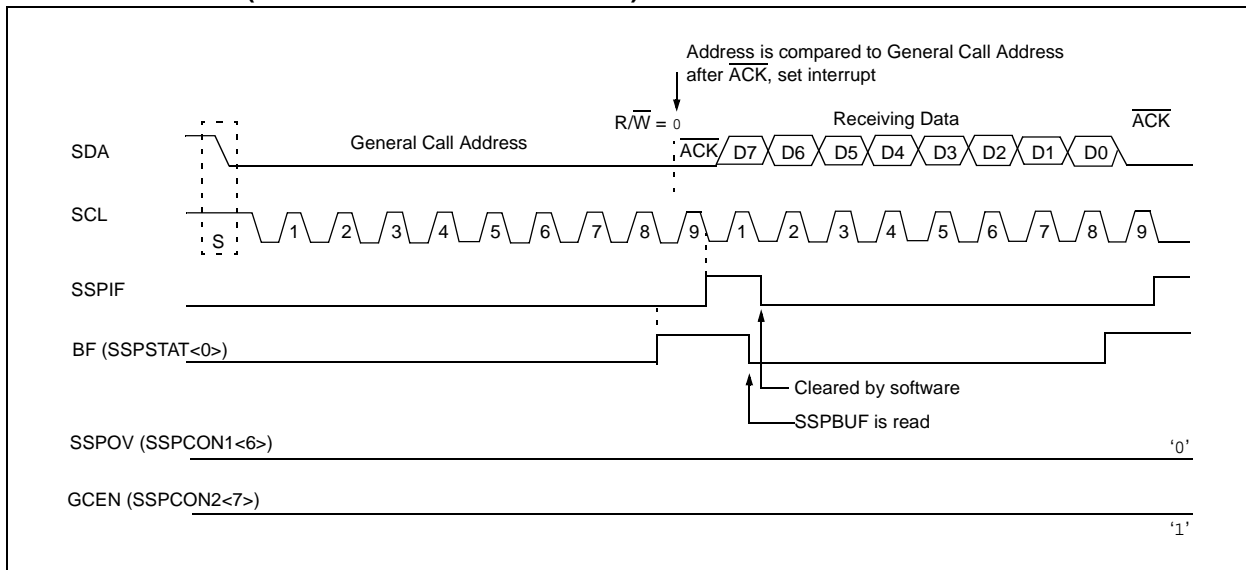 Address is compared to General Call Address
after ACK, set interrupt
R/W = 0
Receiving Data
ACK
General Call Address
SDA
ACK D7 D6 D5 D4 D3 D2 D1 D0
SCL
S
1 2 3 4 5 6 7 8 9 1 2 3 4 5 6 7 8 9
SSPIF
BF (SSPSTAT<0>)
Cleared by software
SSPBUF is read
SSPOV (SSPCON1<6>)
‘0’
GCEN (SSPCON2<7>)
‘1’